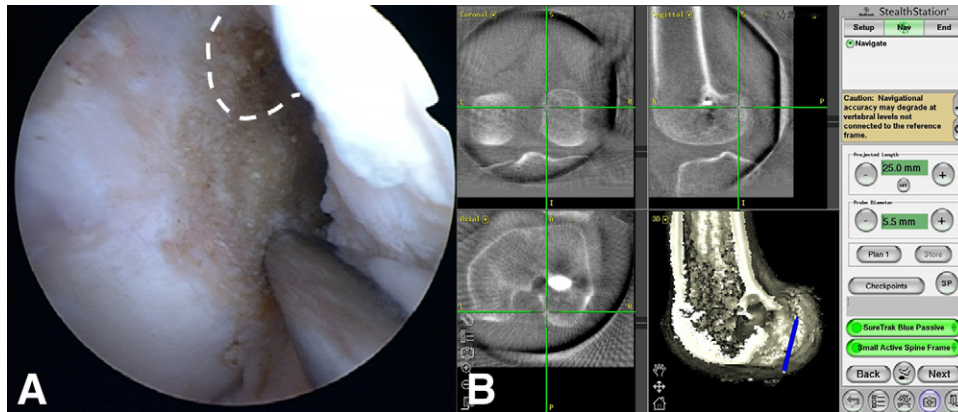 A
B
Coronal
S
R
I
Sagittal
P
Axial
P
3D
StealthStation
Setup
Nav
End
Navigate
Caution: Navigational
accuracy may degrade at
vertebral levels not
connected to the reference
frame.
Projected Length
-
25.0 mm
+
OFF
Probe Diameter
-
5.5 mm
+
Plan 1
Store
Checkpoints
SP
SureTrak Blue Passive
Small Active Spine Frame
Back
Next